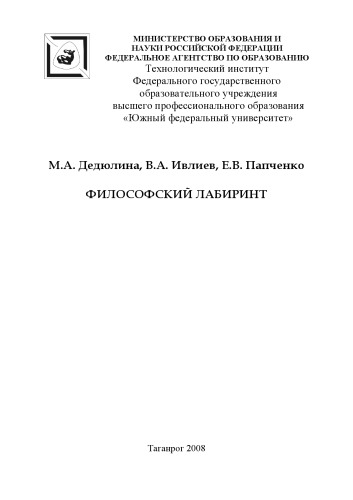 МИНИСТЕРСТВО ОБРАЗОВАНИЯ И
НАУКИ РОССИЙСКОЙ ФЕДЕРАЦИИ
ФЕДЕРАЛЬНОЕ АГЕНТСТВО ПО ОБРАЗОВАНИЮ
Технологический институт
Федерального государственного
образовательного учреждения
высшего профессионального образования
«Южный федеральный университет»
М.А. Дедюлина, В.А. Ивлиев, Е.В. Папченко
ФИЛОСОФСКИЙ ЛАБИРИНТ
Таганрог 2008